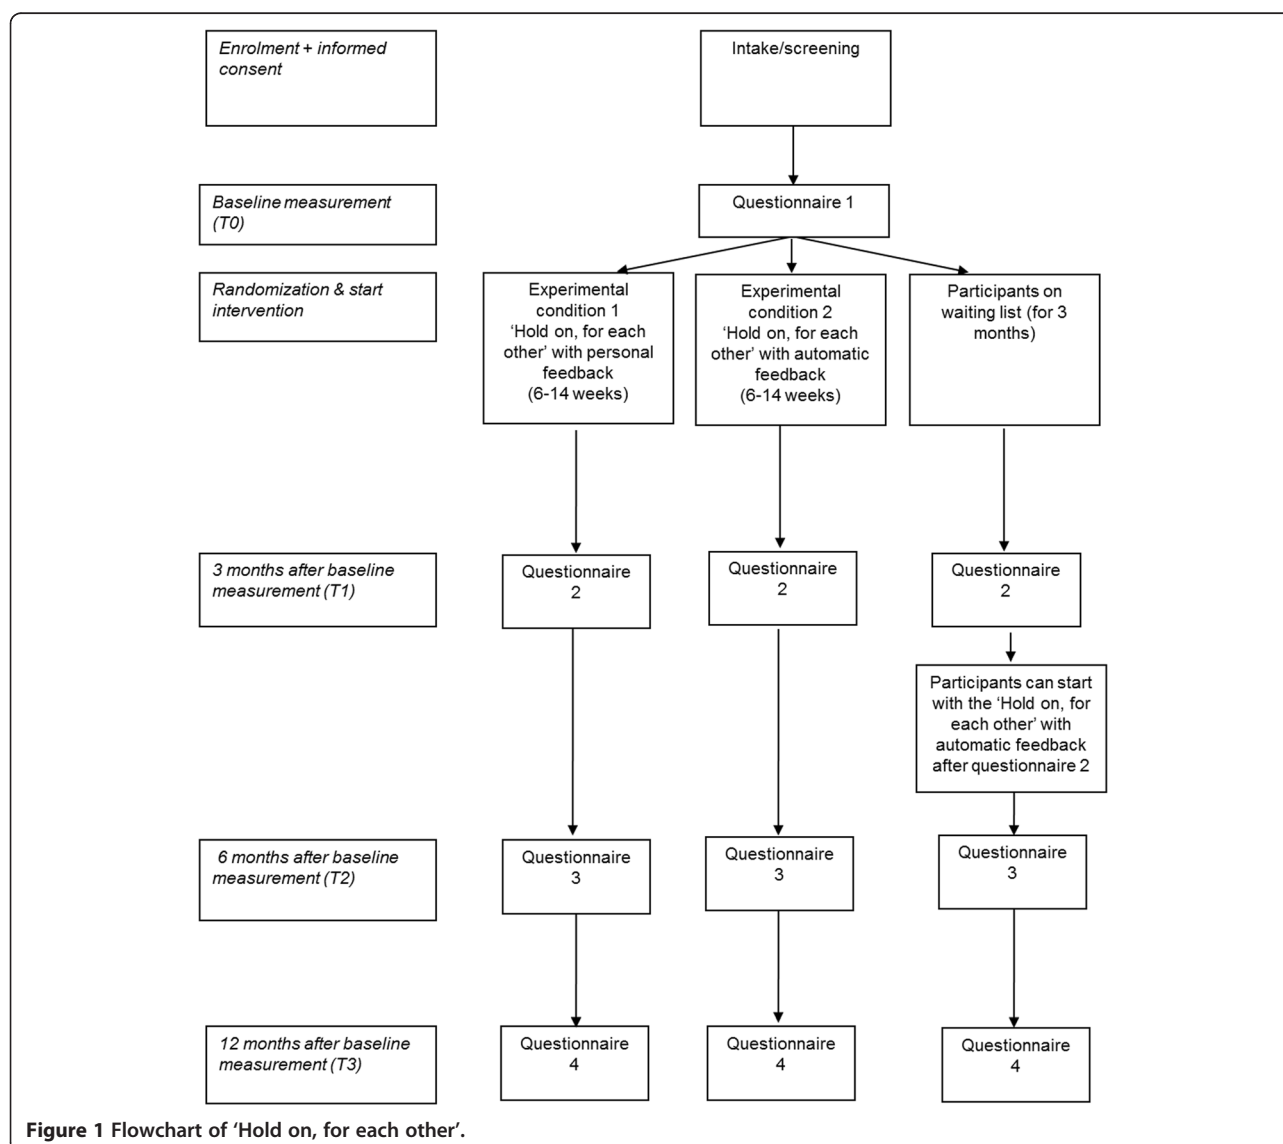 Enrolment + informed
consent
Intake/screening
Baseline measurement
(T0)
Questionnaire 1
Randomization & start
intervention
Experimental
condition 1
‘Hold on, for each
other’ with personal
feedback
(6-14 weeks)
Experimental
condition 2
‘Hold on, for each
other’ with automatic
feedback
(6-14 weeks)
Participants on
waiting list (for 3
months)
3 months after baseline
measurement (T1)
Questionnaire
2
Questionnaire
2
Questionnaire
2
Participants can start
with the ‘Hold on, for
each other’ with
automatic feedback
after questionnaire 2
6 months after baseline
measurement (T2)
Questionnaire
3
Questionnaire
3
Questionnaire
3
12 months after baseline
measurement (T3)
Questionnaire
4
Questionnaire
4
Questionnaire
4
Figure 1 Flowchart of ‘Hold on, for each other’.